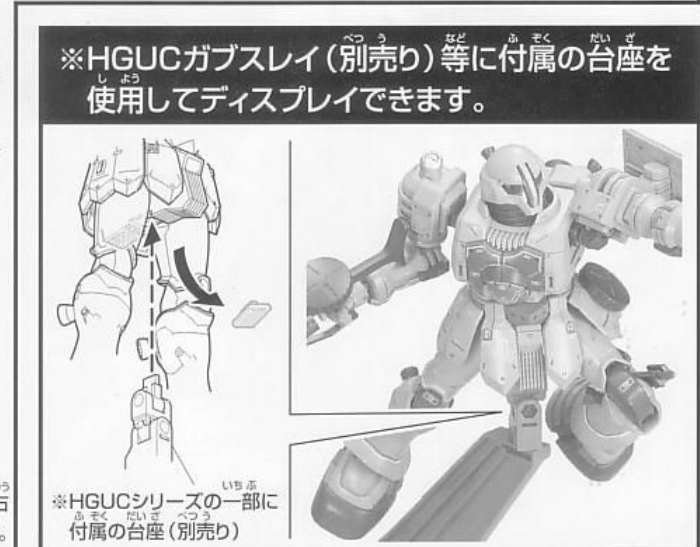 ※HGUCガブスレイ(別売り)等に付属の台座を
使用してディスプレイできます。
※HGUCシリーズの一部に
付属の台座(別売り)